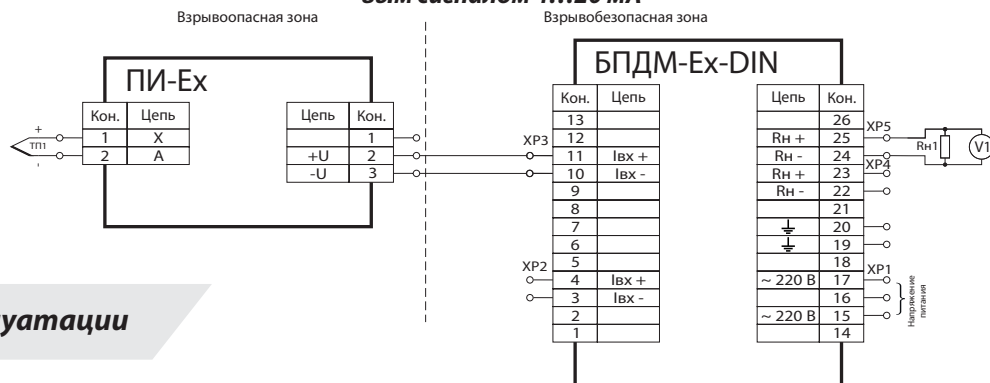 Взрывоопасная зона
Взрывобезопасная зона
ПИ-Ex
БПДМ-Ex-DIN
Кон. Цепь
1 Х
2 А
+
ТП1
-
Цепь Кон.
1
+U 2
-U 3
XP3
XP2
Кон. Цепь
13
12
11 Iвх +
10 Iвх -
9
8
7
6
5
4 Iвх +
3 Iвх -
2
1
Цепь Кон.
26
Rн + 25
Rн - 24
Rн + 23
Rн - 22
21
20
19
18
~ 220 В 17
16
~ 220 В 15
14
XP5
XP4
XP1
Rн1
V1
Напряжение
питания
уатации